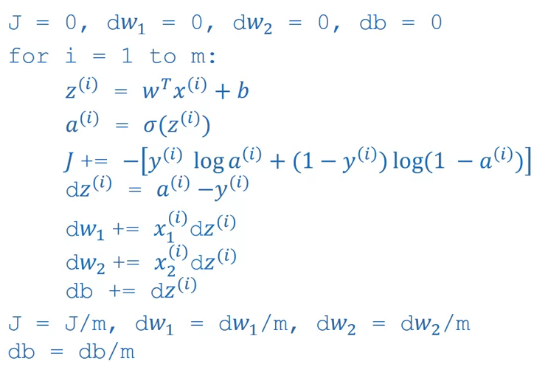 J = 0, dw₁ = 0, dw₂ = 0, db = 0
for i = 1 to m:
z⁽ⁱ⁾ = wᵀx⁽ⁱ⁾ + b
a⁽ⁱ⁾ = σ(z⁽ⁱ⁾)
J += −[y⁽ⁱ⁾ log a⁽ⁱ⁾ + (1 − y⁽ⁱ⁾) log(1 − a⁽ⁱ⁾)]
dz⁽ⁱ⁾ = a⁽ⁱ⁾ −y⁽ⁱ⁾
dw₁ += x₁⁽ⁱ⁾dz⁽ⁱ⁾
dw₂ += x₂⁽ⁱ⁾dz⁽ⁱ⁾
db += dz⁽ⁱ⁾
J = J/m, dw₁ = dw₁/m, dw₂ = dw₂/m
db = db/m